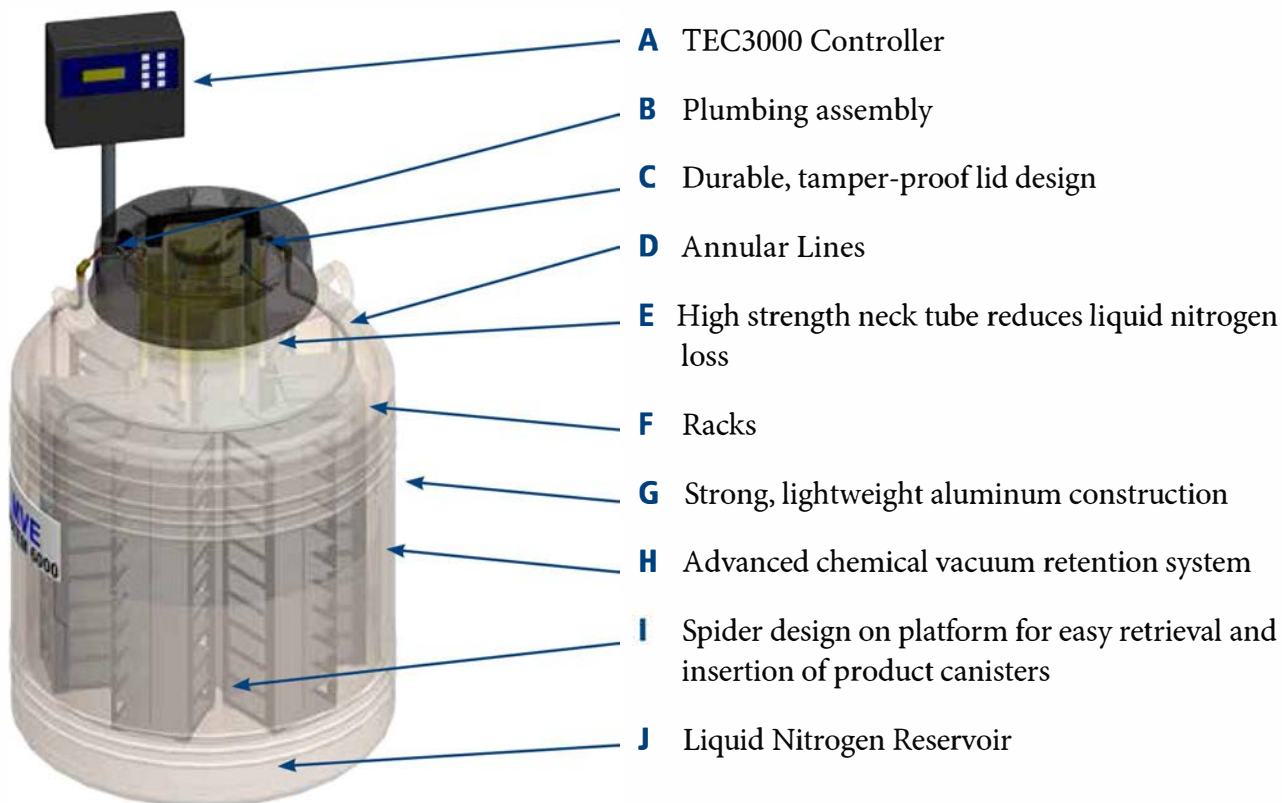 A TEC3000 Controller
B Plumbing assembly
C Durable, tamper-proof lid design
D Annular Lines
E High strength neck tube reduces liquid nitrogen
loss
F Racks
G Strong, lightweight aluminum construction
MVE
6000
H Advanced chemical vacuum retention system
I Spider design on platform for easy retrieval and
insertion of product canisters
J Liquid Nitrogen Reservoir